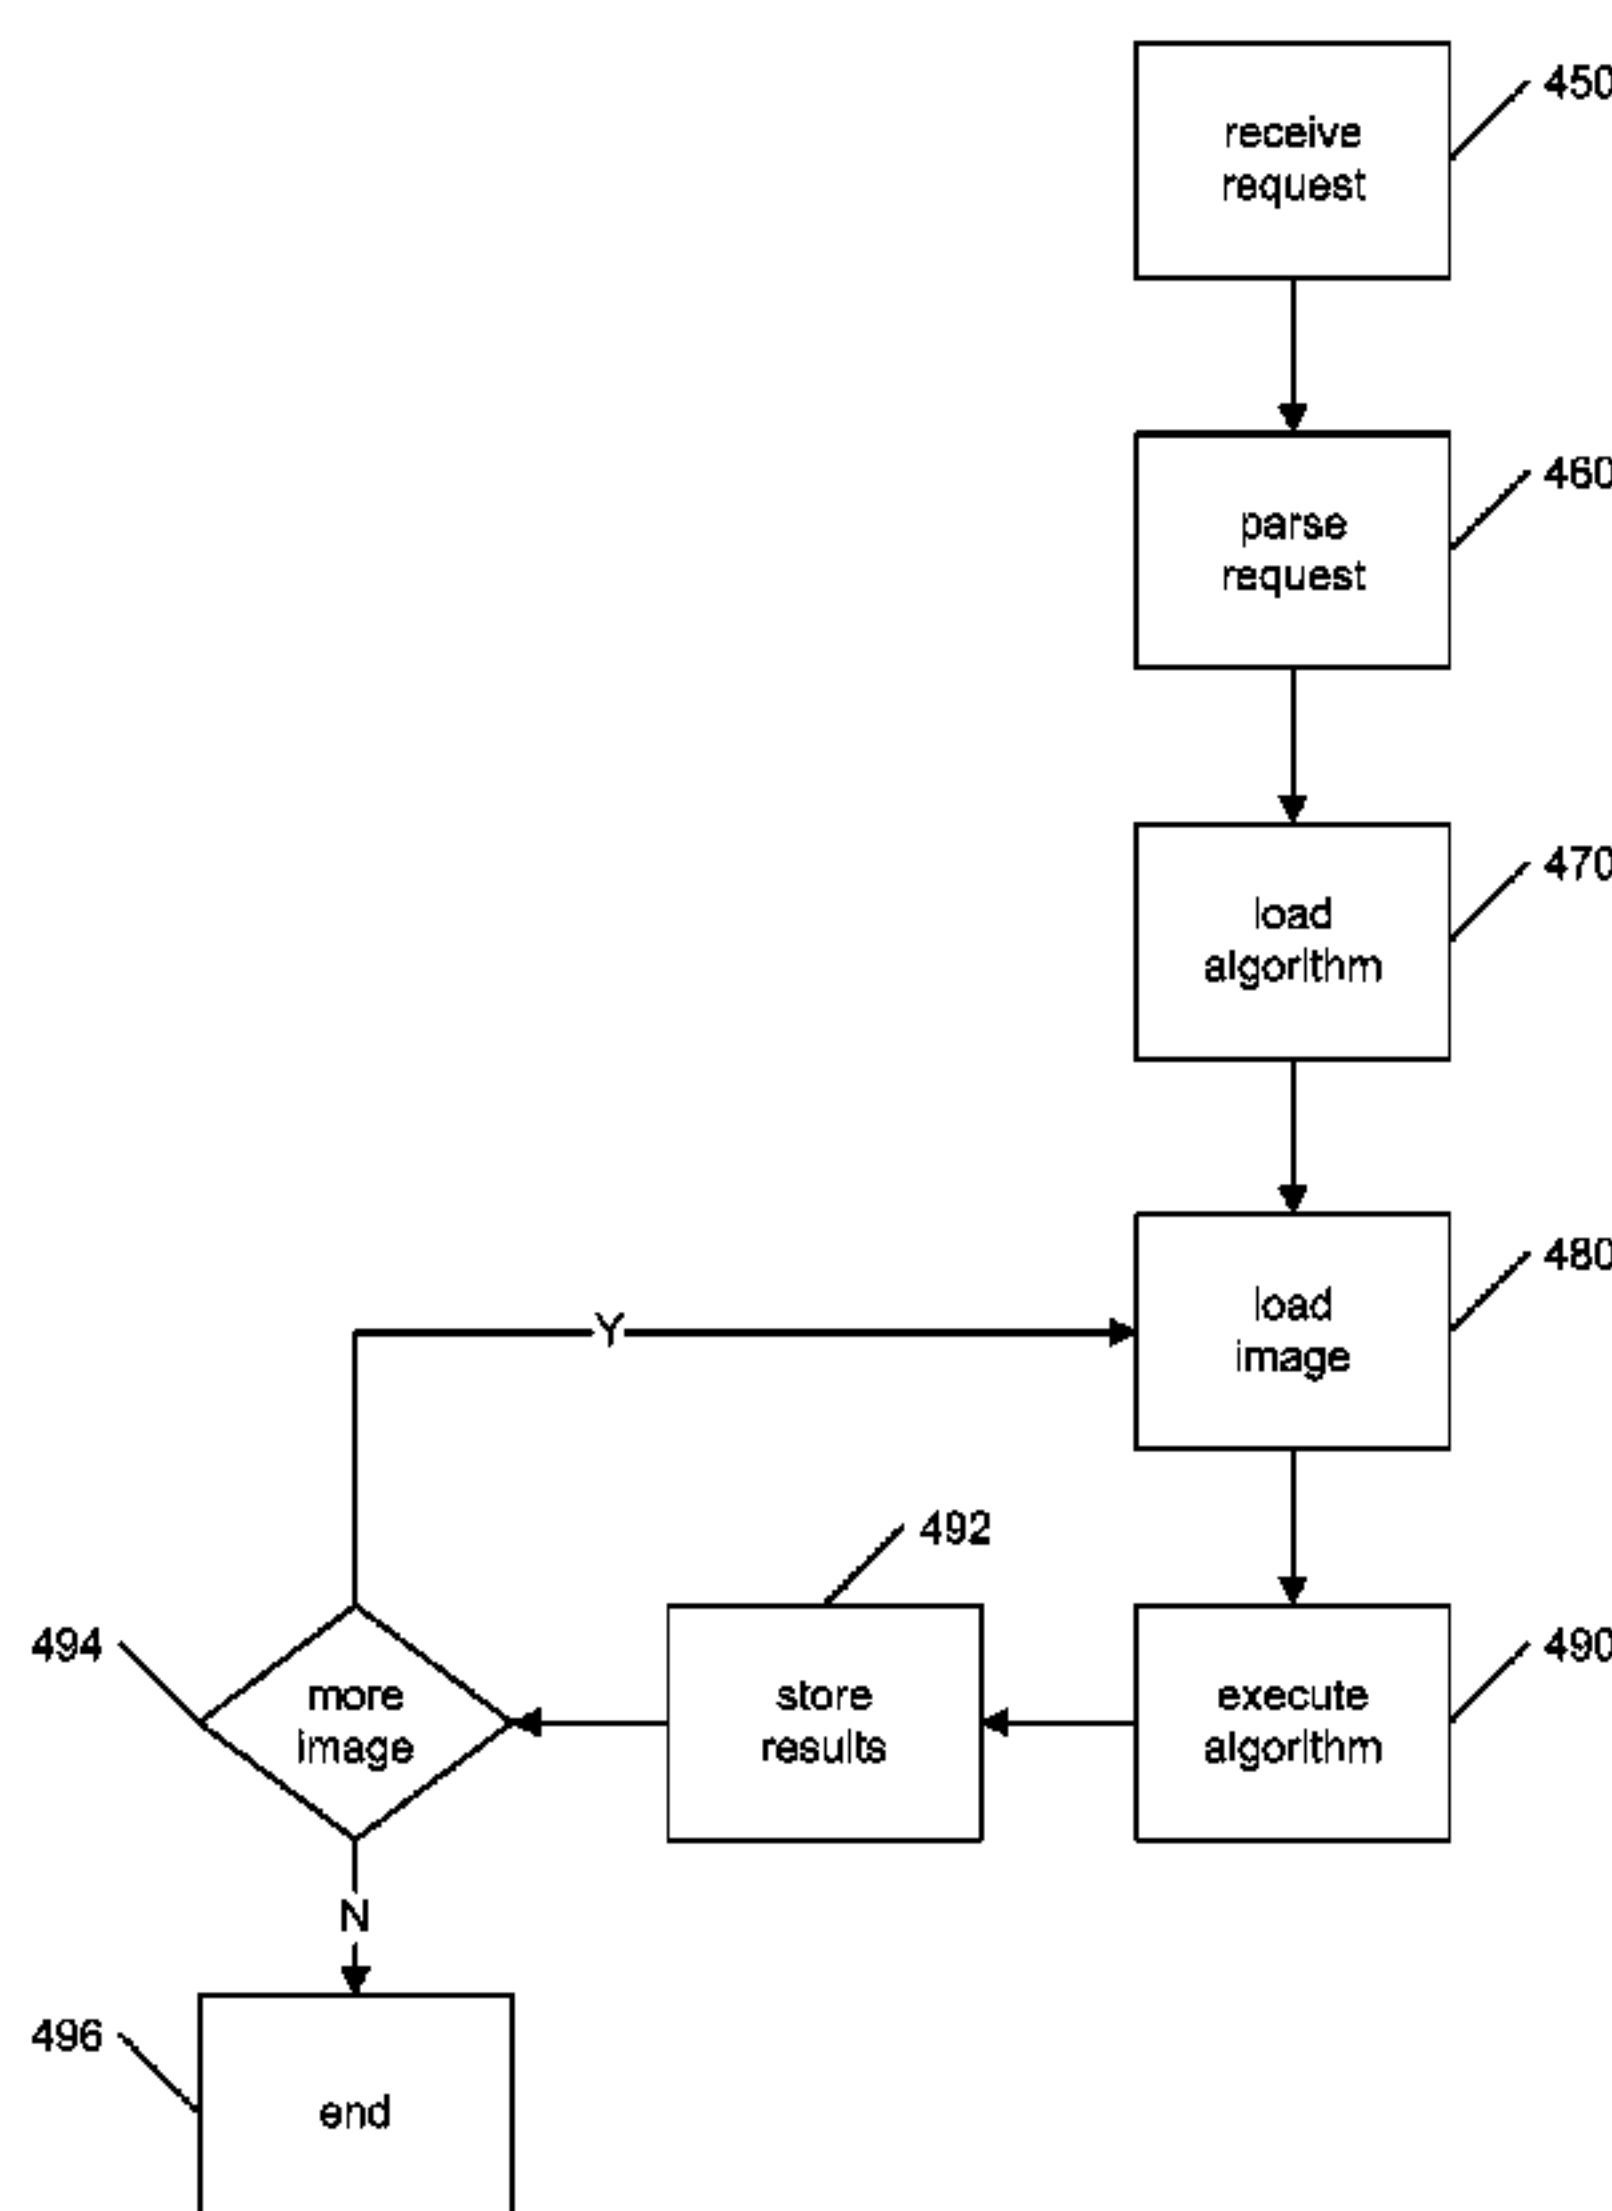 receive
request
450
parse
request
460
load
algorithm
470
load
image
480
Y
492
494
more
image
store
results
execute
algorithm
490
N
496
end